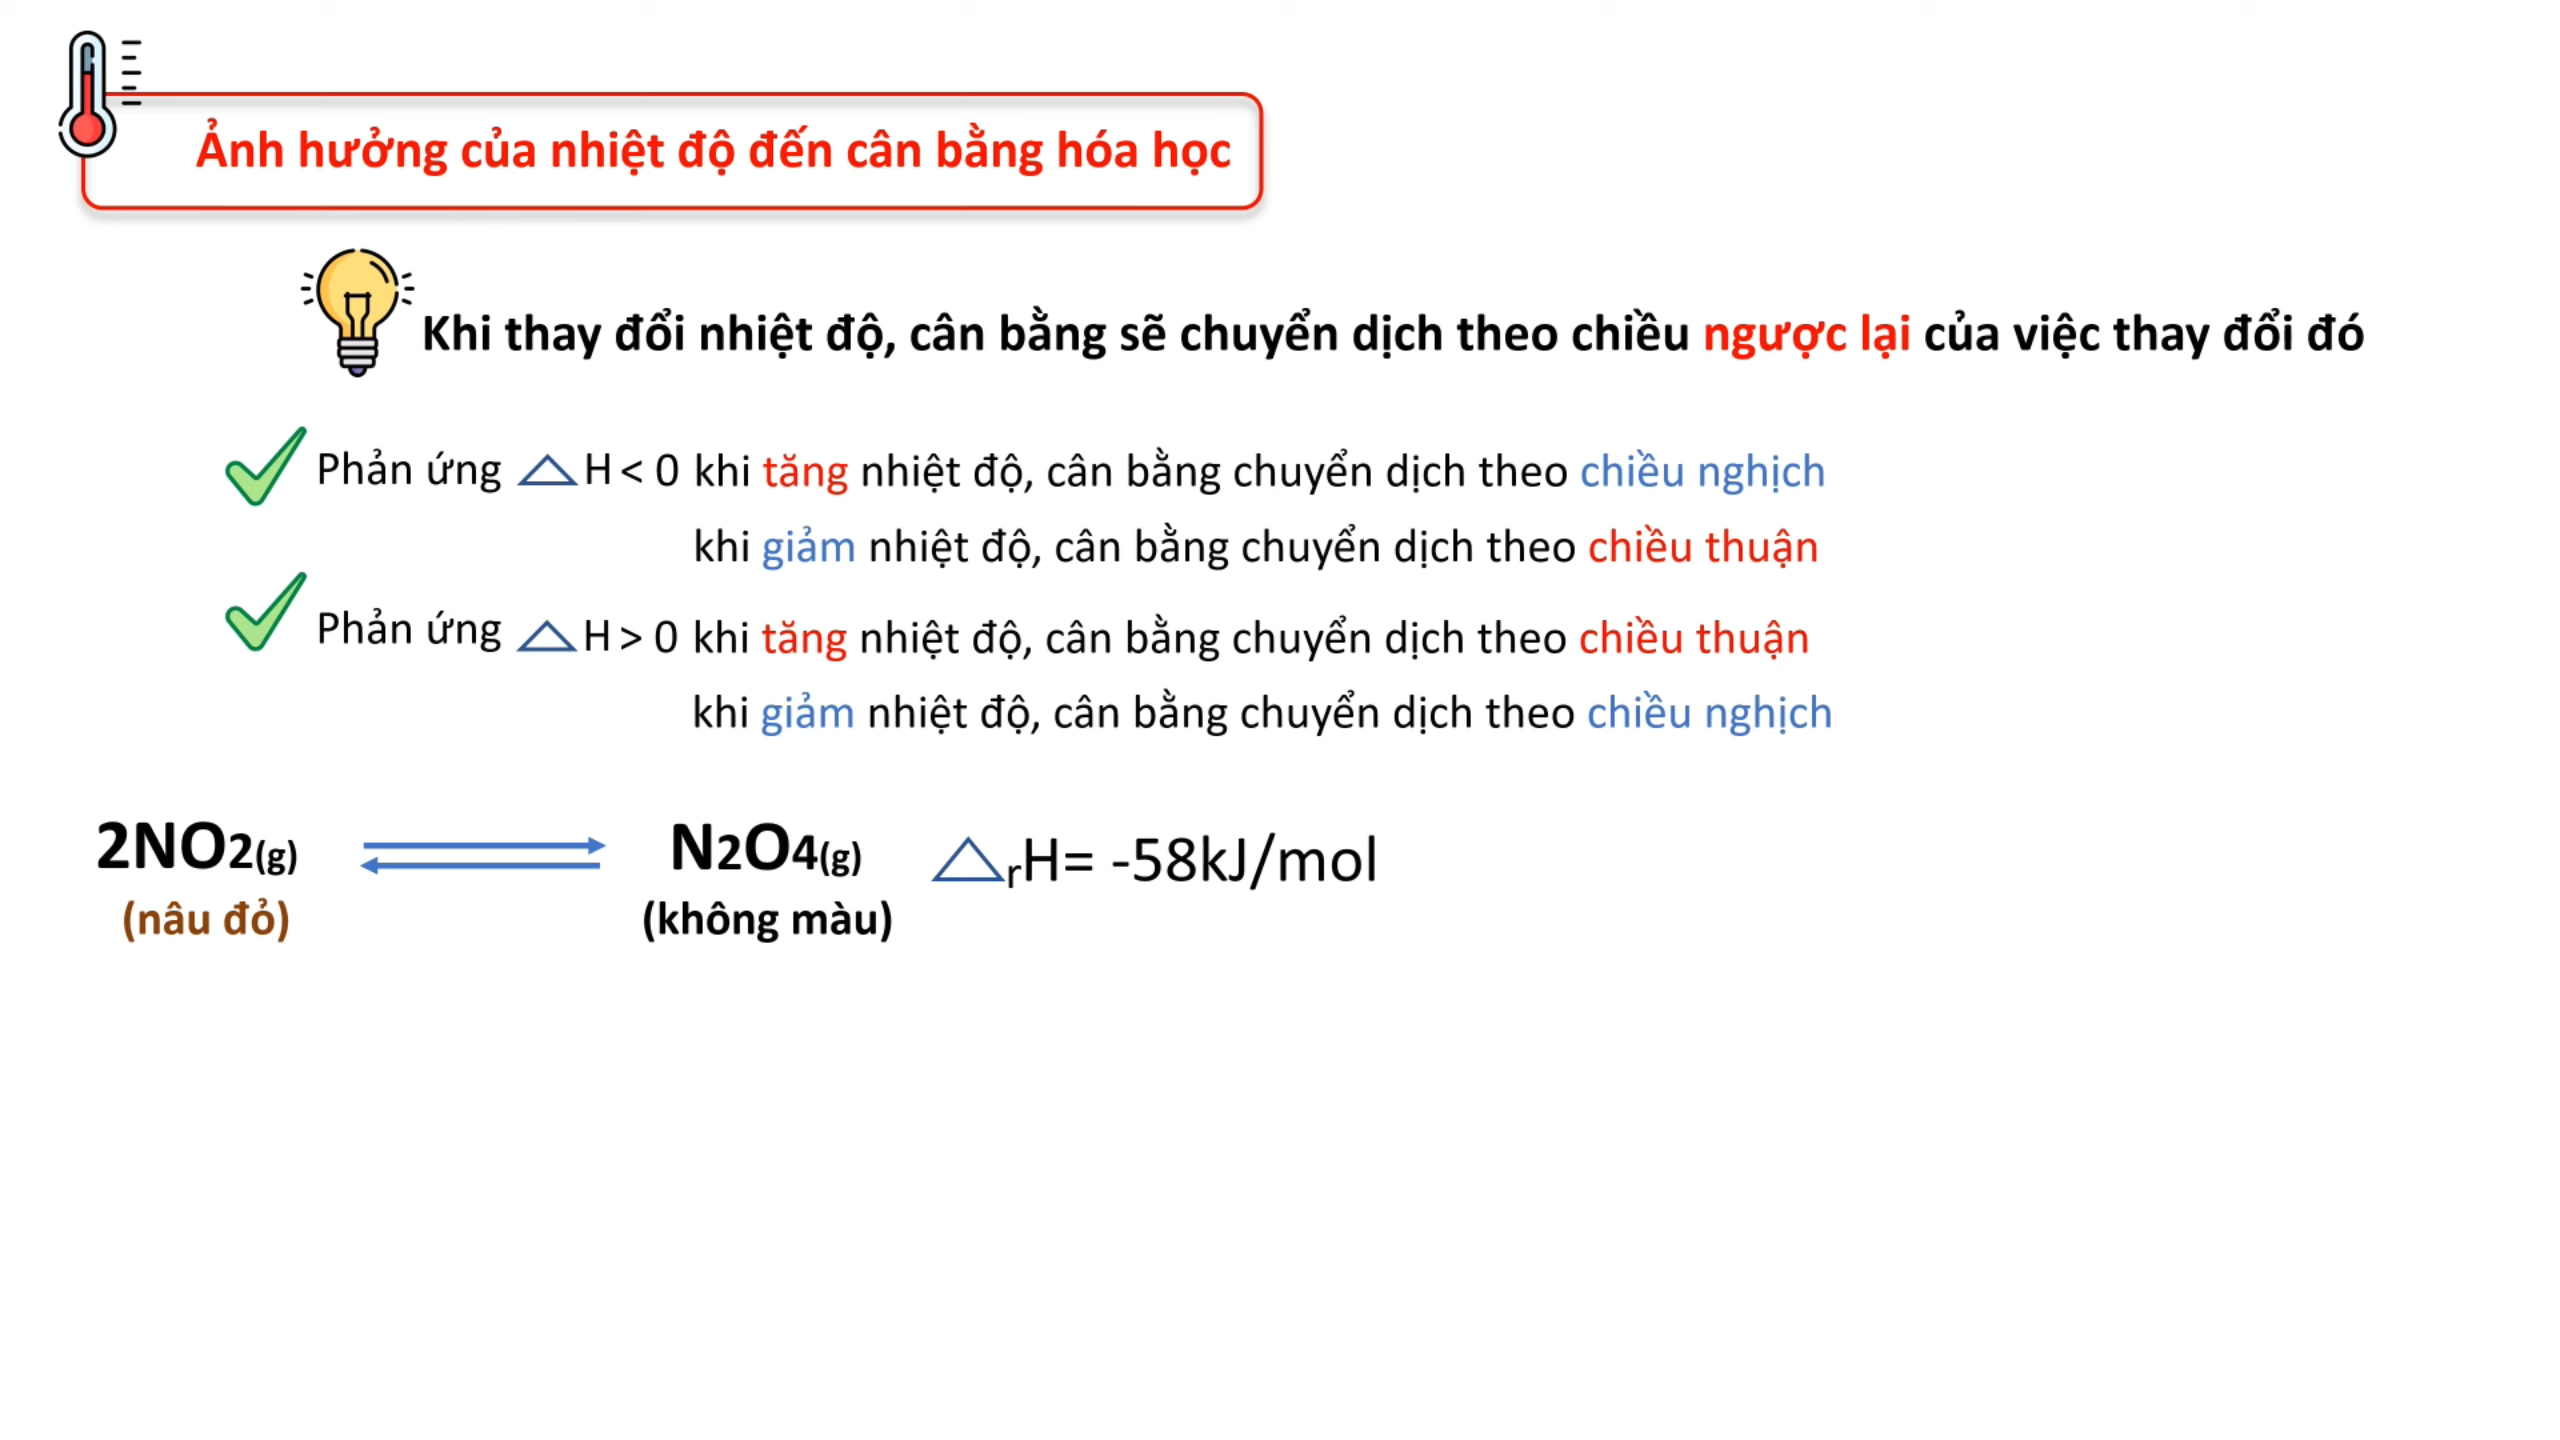 Ảnh hưởng của nhiệt độ đến cân bằng hóa học
Khi thay đổi nhiệt độ, cân bằng sẽ chuyển dịch theo chiều ngược lại của việc thay đổi đó
Phản ứng △H < 0 khi tăng nhiệt độ, cân bằng chuyển dịch theo chiều nghịch
khi giảm nhiệt độ, cân bằng chuyển dịch theo chiều thuận
Phản ứng △H > 0 khi tăng nhiệt độ, cân bằng chuyển dịch theo chiều thuận
khi giảm nhiệt độ, cân bằng chuyển dịch theo chiều nghịch
2NO2(g) ⇌ N2O4(g) △rH= -58kJ/mol
(nâu đỏ) (không màu)